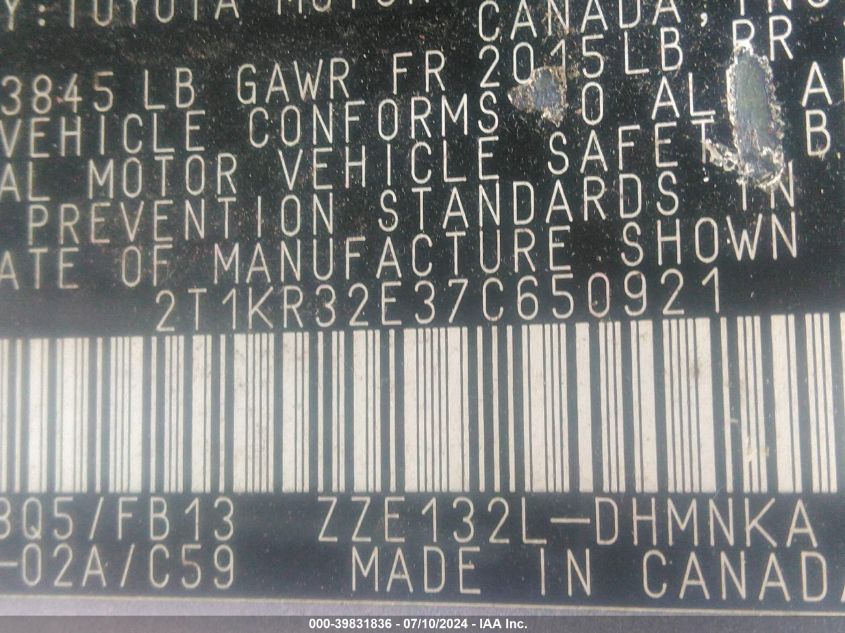 Y:TOYOTA MOTOR
CANADA, INC
3845 LB GAWR FR 2015LB RR
VEHICLE CONFORMS TO AL
AL MOTOR VEHICLE SAFET B
PREVENTION STANDARDS IN
ATE OF MANUFACTURE SHOWN
2T1KR32E37C650921
3Q5/FB13 ZZE132L-DHMNKA
-02A/C59 MADE IN CANADA
000-39831836 - 07/10/2024 - IAA Inc.